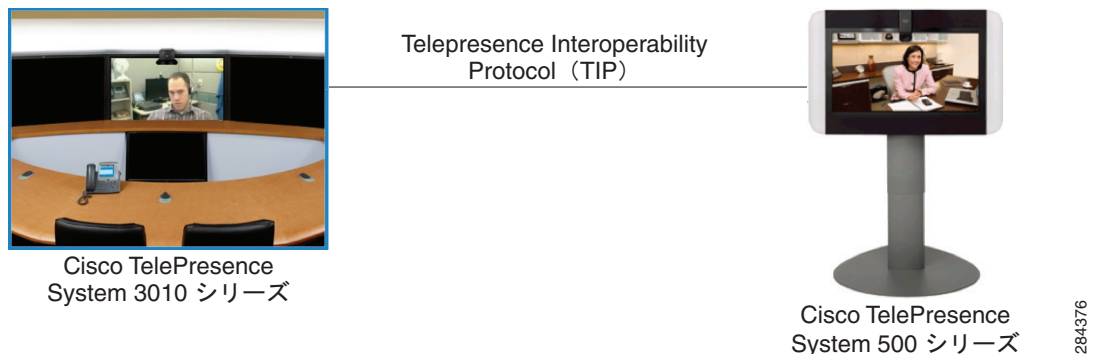 Telepresence Interoperability
Protocol（TIP）
Cisco TelePresence
System 3010 シリーズ
Cisco TelePresence
System 500 シリーズ
284376